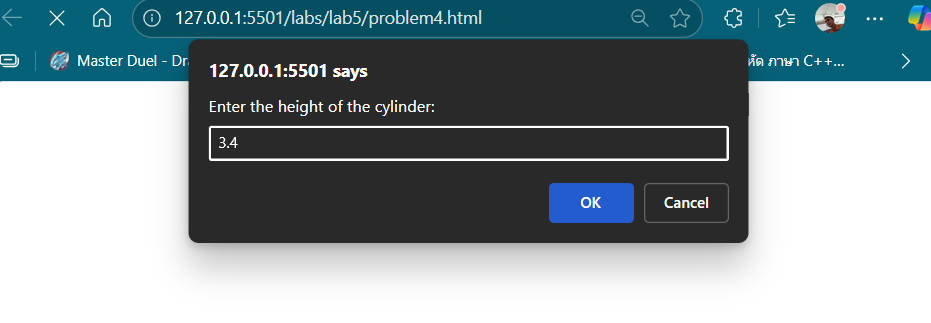 127.0.0.1:5501/labs/lab5/problem4.html
Master Duel - Dr
หัด ภาษา C++...
127.0.0.1:5501 says
Enter the height of the cylinder:
3.4
OK
Cancel